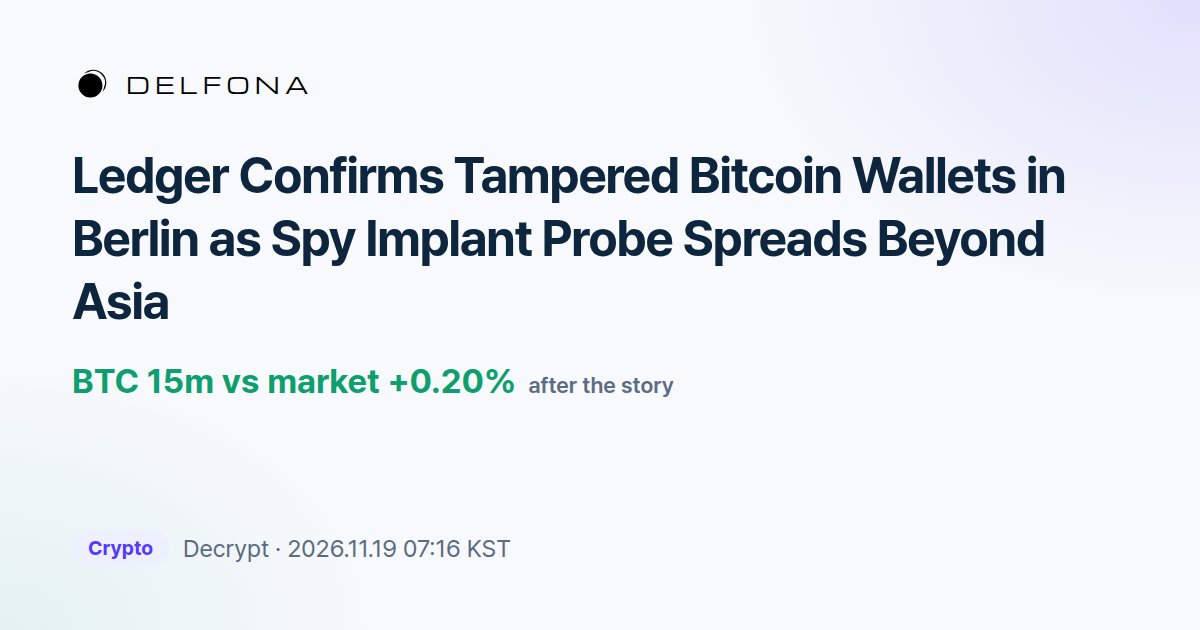 DELFONA
Ledger Confirms Tampered Bitcoin Wallets in
Berlin as Spy Implant Probe Spreads Beyond
Asia
BTC 15m vs market +0.20% after the story
Crypto Decrypt · 2026.11.19 07:16 KST